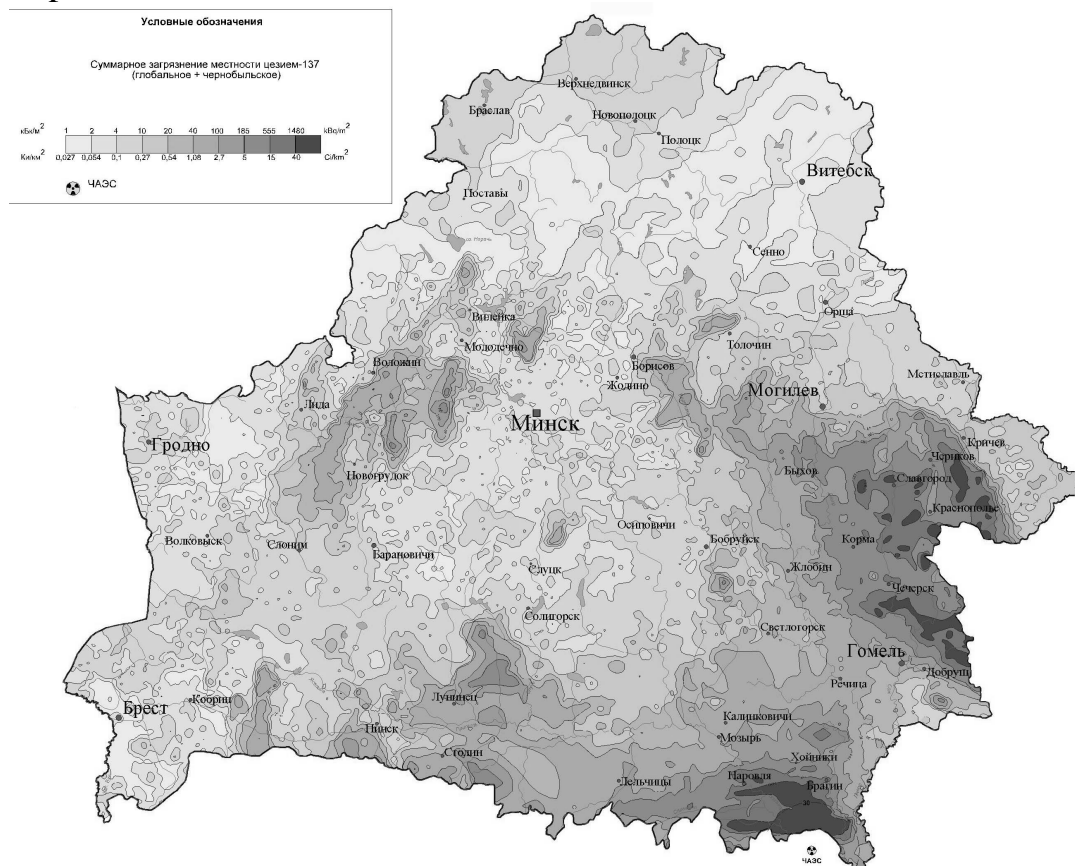 Условные обозначения
Суммарное загрязнение местности цезием-137
(глобальное + чернобыльское)
кБк/м² 1 2 4 10 20 40 100 185 555 1480 kBq/m²
Ки/км² 0,027 0,054 0,1 0,27 0,54 1,08 2,7 5 15 40 Ci/km²
ЧАЭС
Верхнедвинск
Браслав
Новополоцк
Полоцк
Витебск
Поставы
оз. Нарочь
Сенно
Орша
Вилейка
Толочин
Молодечно
Борисов
Воложин
Жодино
Мстиславль
Могилев
Лида
Минск
Гродно
Кричев
Чериков
Новогрудок
Быхов
Славгород
Краснополье
Осиповичи
Волковыск
Слоним
Барановичи
Бобруйск
Корма
Слуцк
Жлобин
Чечерск
Солигорск
Светлогорск
Гомель
Добруш
Речица
Кобрин
Лунинец
Брест
Калинковичи
Пинск
Мозырь
Столин
Хойники
Лельчицы
Наровля
Брагин
ЧАЭС